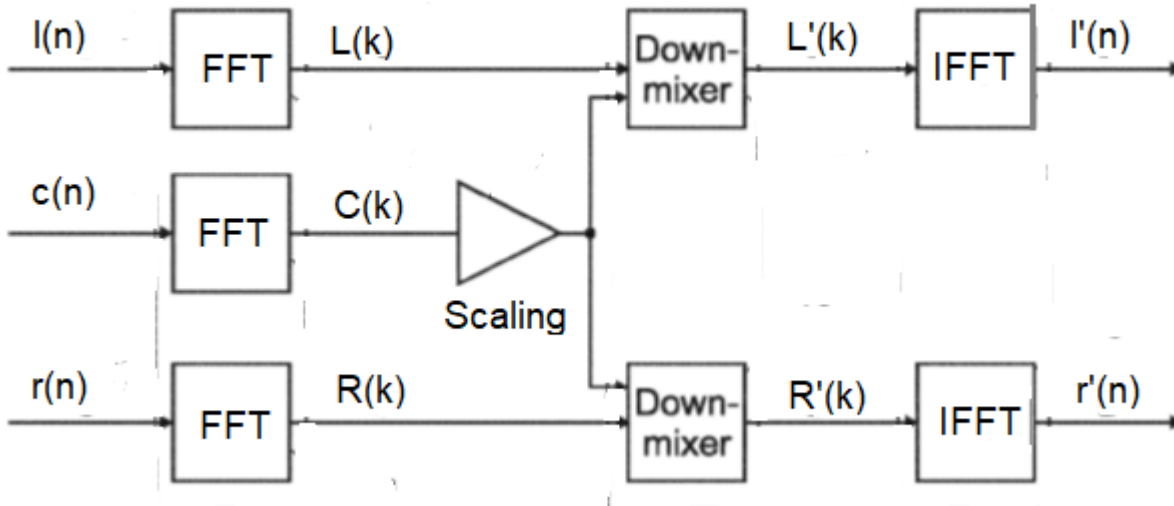 l(n) FFT L(k) Down-
mixer L'(k) IFFT l'(n)
c(n) FFT C(k)
Scaling
r(n) FFT R(k) Down-
mixer R'(k) IFFT r'(n)